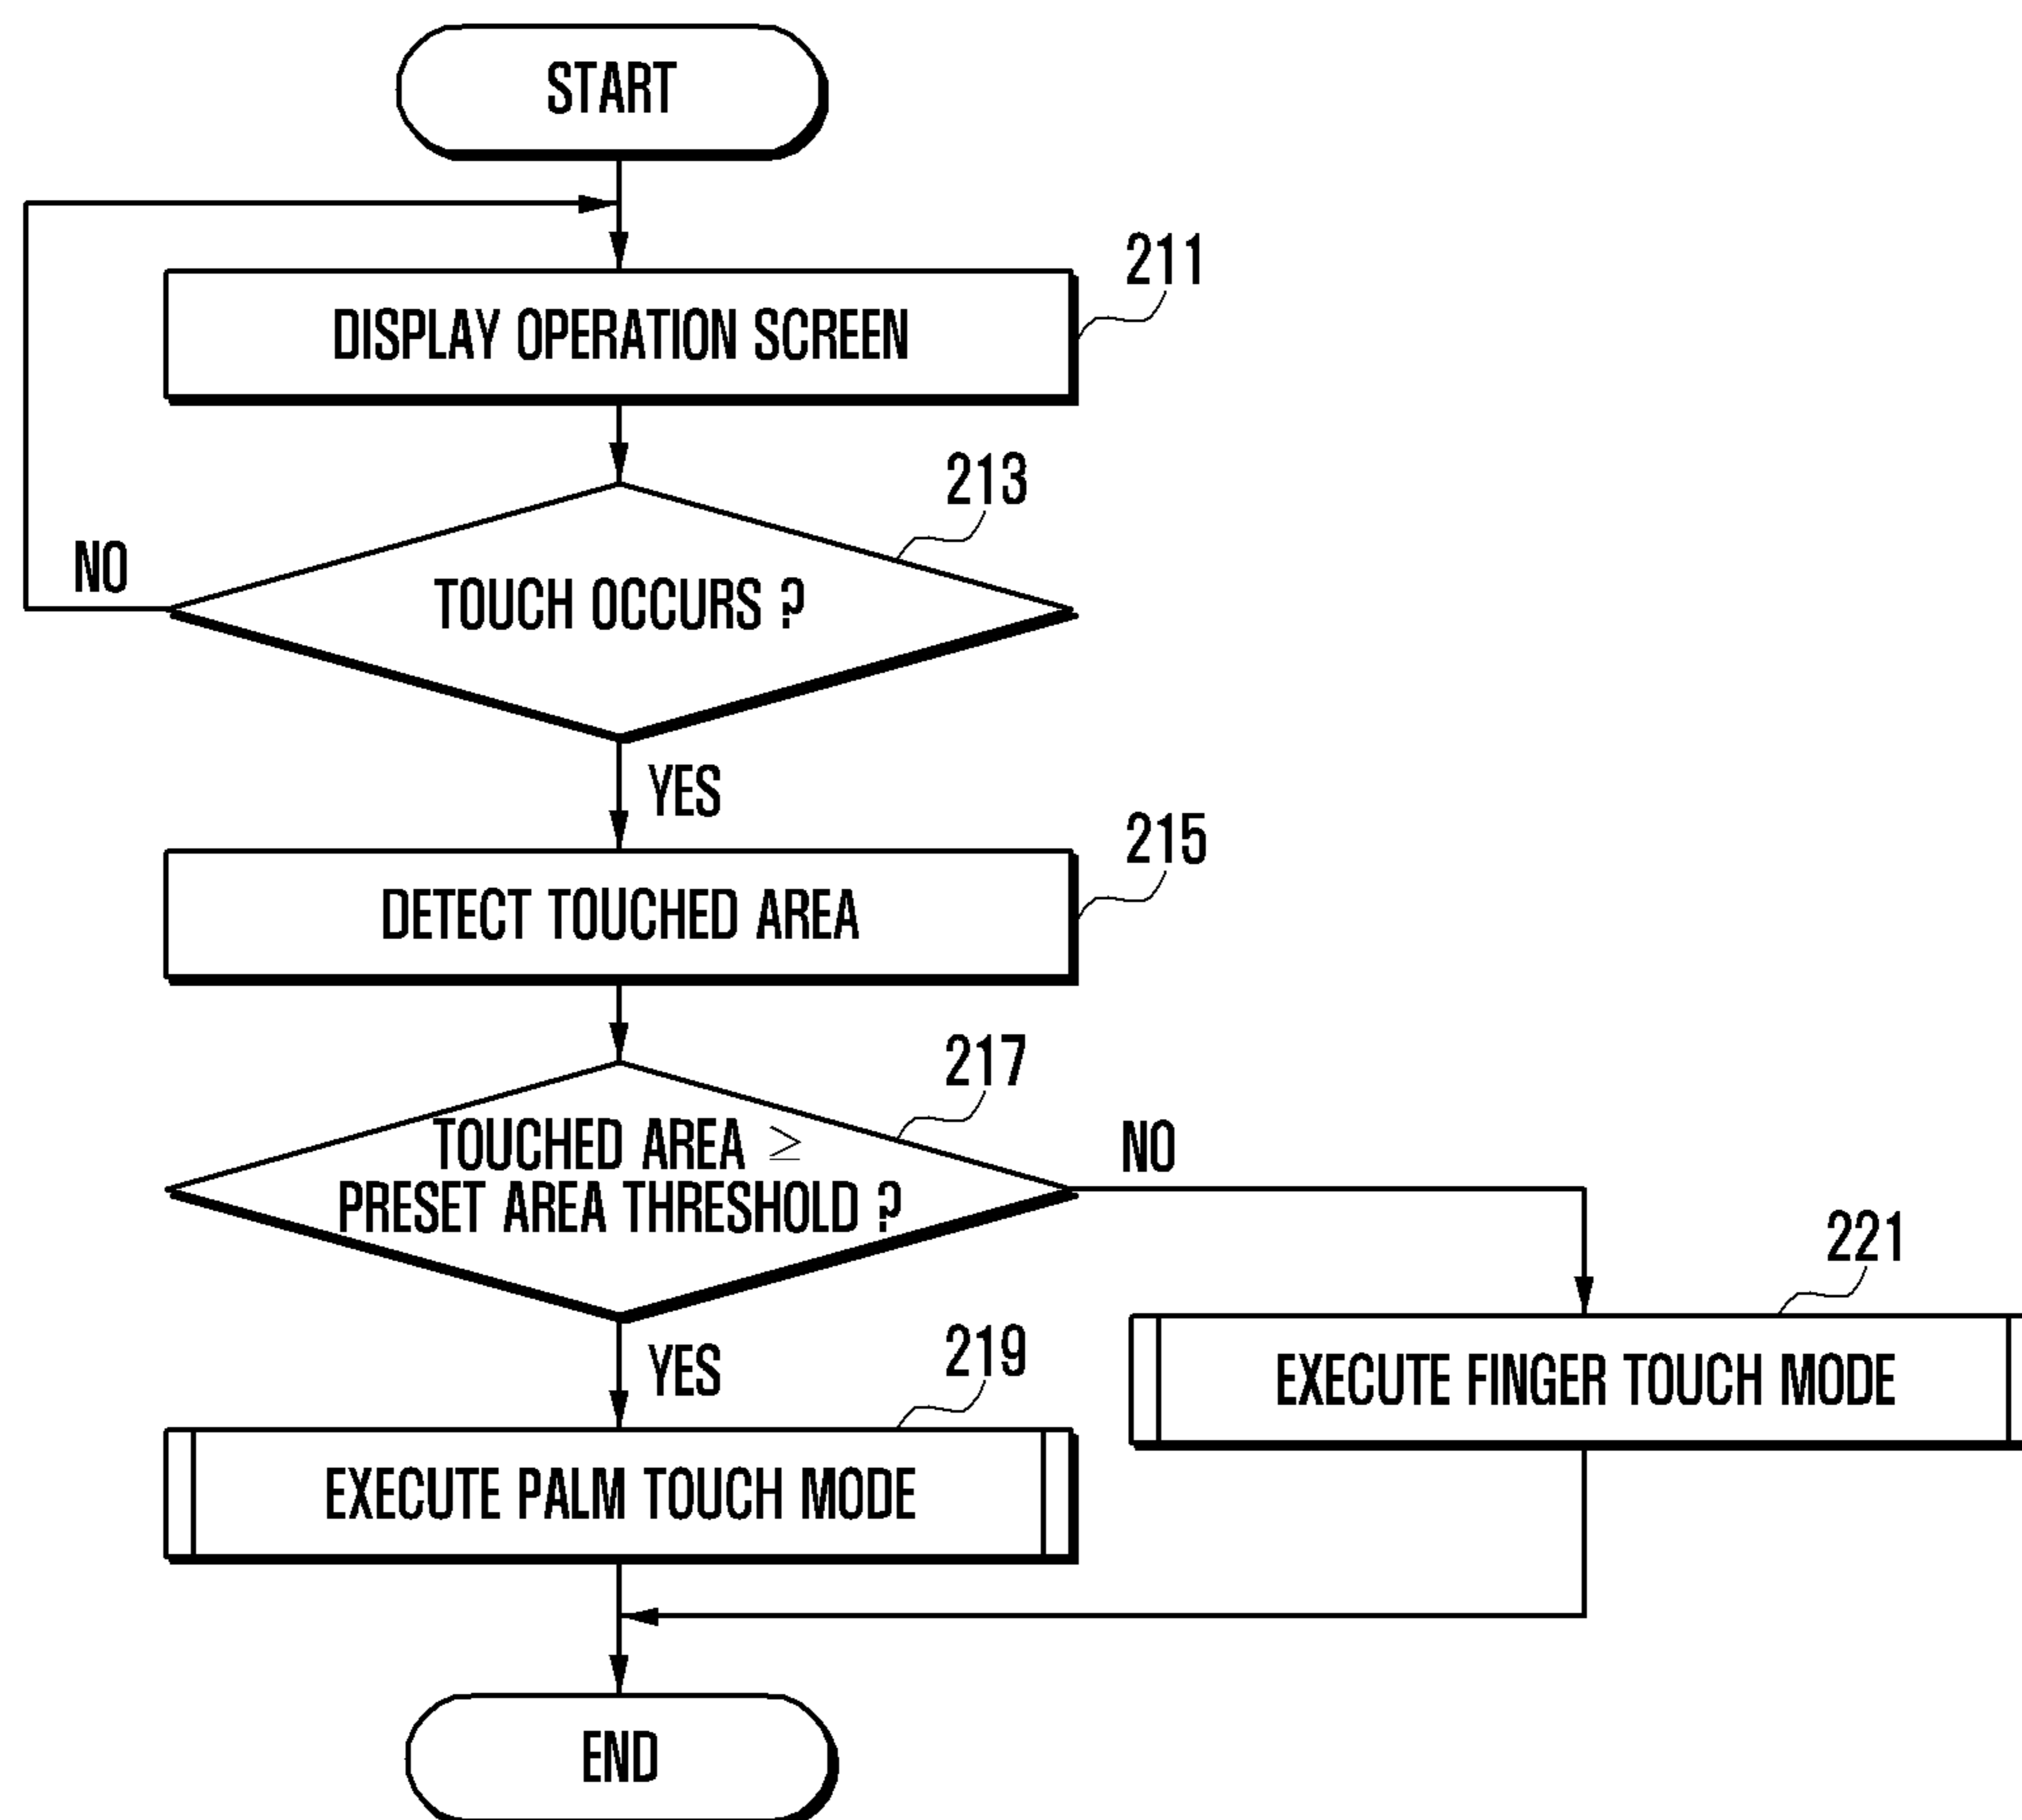 START
211
DISPLAY OPERATION SCREEN
213
NO
TOUCH OCCURS ?
YES
215
DETECT TOUCHED AREA
217
TOUCHED AREA ≥
PRESET AREA THRESHOLD ?
NO
221
YES
219
EXECUTE FINGER TOUCH MODE
EXECUTE PALM TOUCH MODE
END